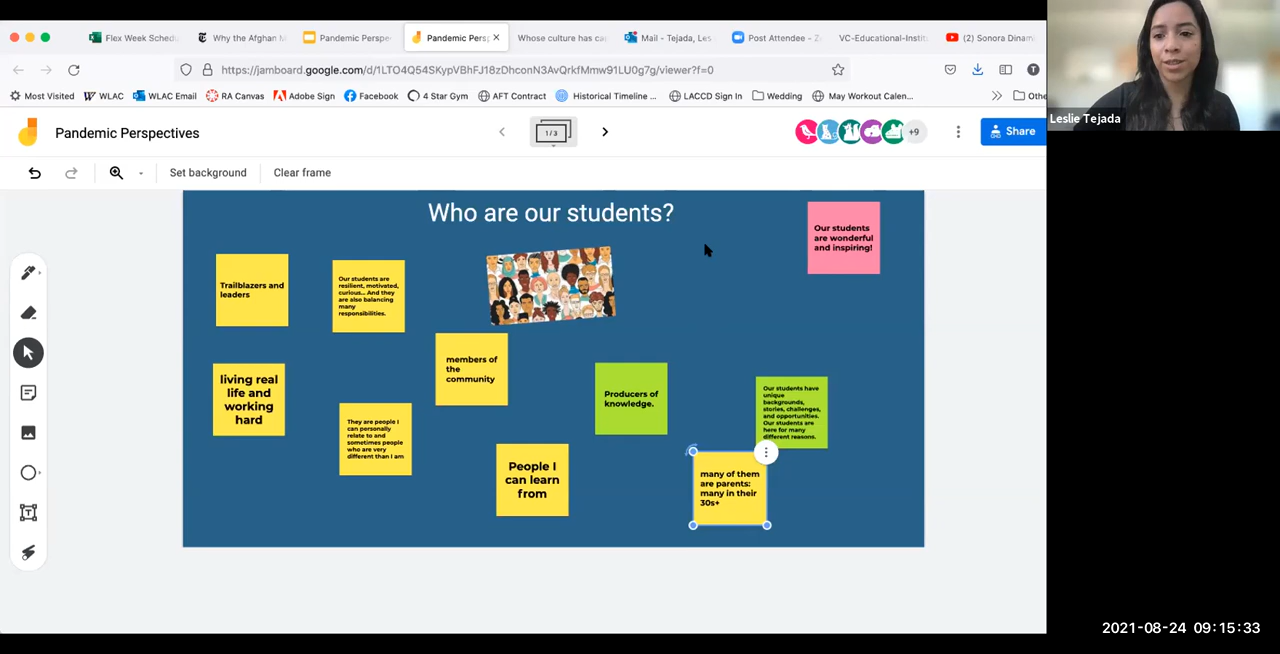 Flex Week Schedu
Why the Afghan M
Pandemic Perspe
Pandemic Persp
Whose culture has ca
Mail - Tejada, Les
Post Attendee - Z
VC-Educational-Instit
(2) Sonora Dinam
https://jamboard.google.com/d/1LTO4Q54SKypVBhFJ18zDhconN3AvQrkfMmw91LU0g7g/viewer?f=0
Most Visited
WLAC
WLAC Email
RA Canvas
Adobe Sign
Facebook
4 Star Gym
AFT Contract
Historical Timeline ...
LACCD Sign In
Wedding
May Workout Calen...
Othe
Leslie Tejada
Pandemic Perspectives
1/3
+9
Share
Set background
Clear frame
Who are our students?
Our students
are wonderful
and inspiring!
Trailblazers and
leaders
Our students are
resilient, motivated,
curious... And they
are also balancing
many
responsibilities.
members of
the
community
living real
life and
working
hard
Producers of
knowledge.
Our students have
unique
backgrounds,
stories, challenges,
and opportunities.
Our students are
here for many
different reasons.
They are people I
can personally
relate to and
sometimes people
who are very
different than I am
People I
can learn
from
many of them
are parents:
many in their
30s+
2021-08-24 09:15:33